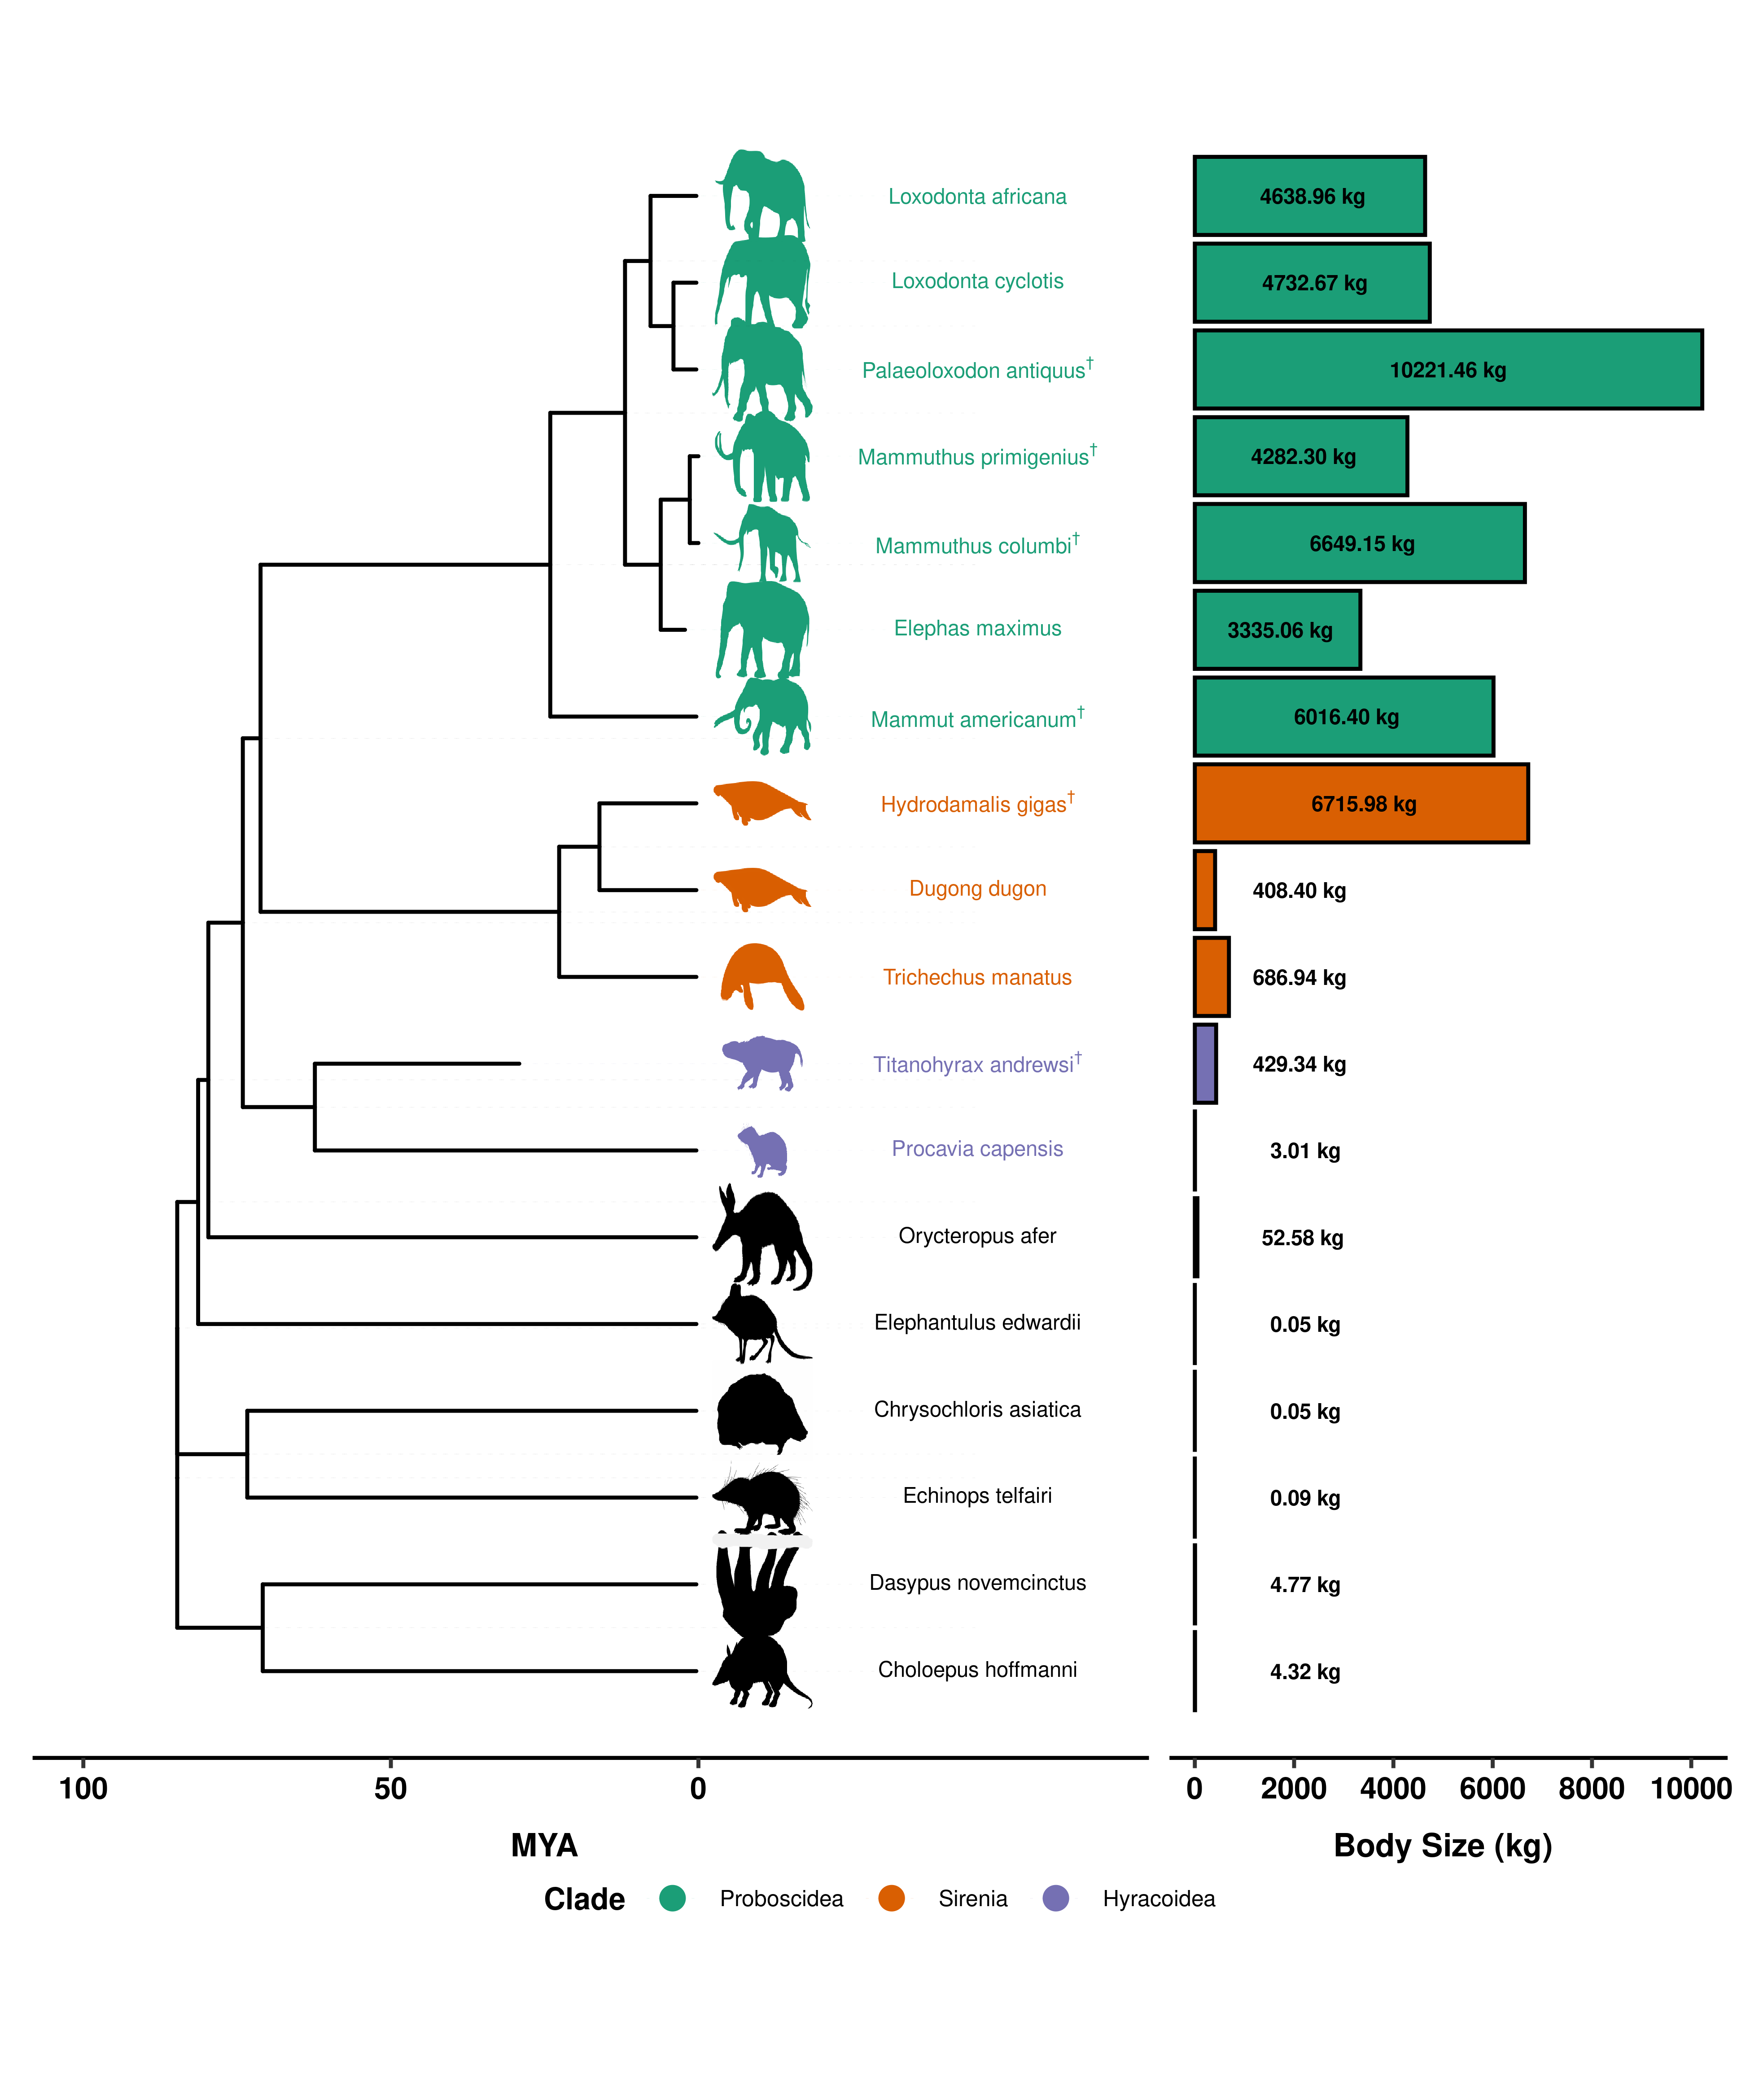 Loxodonta africana 4638.96 kg
Loxodonta cyclotis 4732.67 kg
Palaeoloxodon antiquus† 10221.46 kg
Mammuthus primigenius† 4282.30 kg
Mammuthus columbi† 6649.15 kg
Elephas maximus 3335.06 kg
Mammut americanum† 6016.40 kg
Hydrodamalis gigas† 6715.98 kg
Dugong dugon 408.40 kg
Trichechus manatus 686.94 kg
Titanohyrax andrewsi† 429.34 kg
Procavia capensis 3.01 kg
Orycteropus afer 52.58 kg
Elephantulus edwardii 0.05 kg
Chrysochloris asiatica 0.05 kg
Echinops telfairi 0.09 kg
Dasypus novemcinctus 4.77 kg
Choloepus hoffmanni 4.32 kg
100 50 0 0 2000 4000 6000 8000 10000
MYA Body Size (kg)
Clade Proboscidea Sirenia Hyracoidea